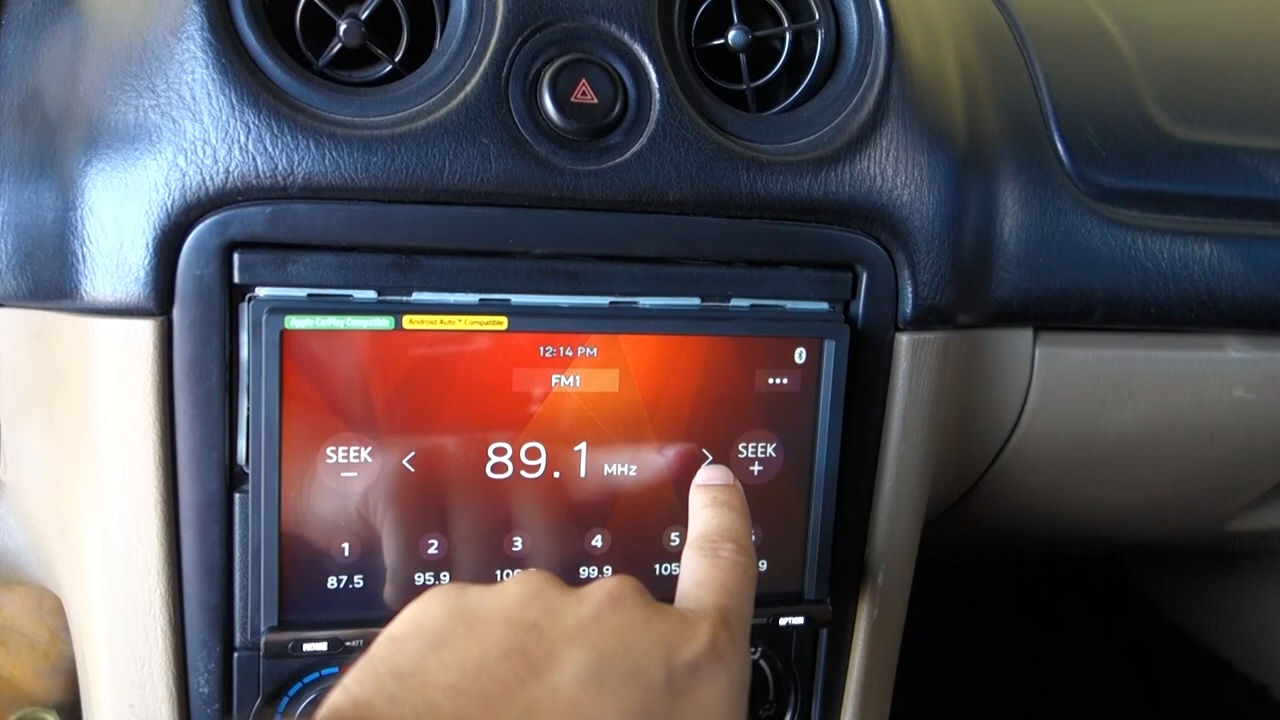 Apple CarPlay Compatible
Android Auto™ Compatible
12:14 PM
FM1
SEEK
−
<
89.1 MHz
>
SEEK
+
1
2
3
4
5
87.5
95.9
99.9
HOME
ATT
OPTION